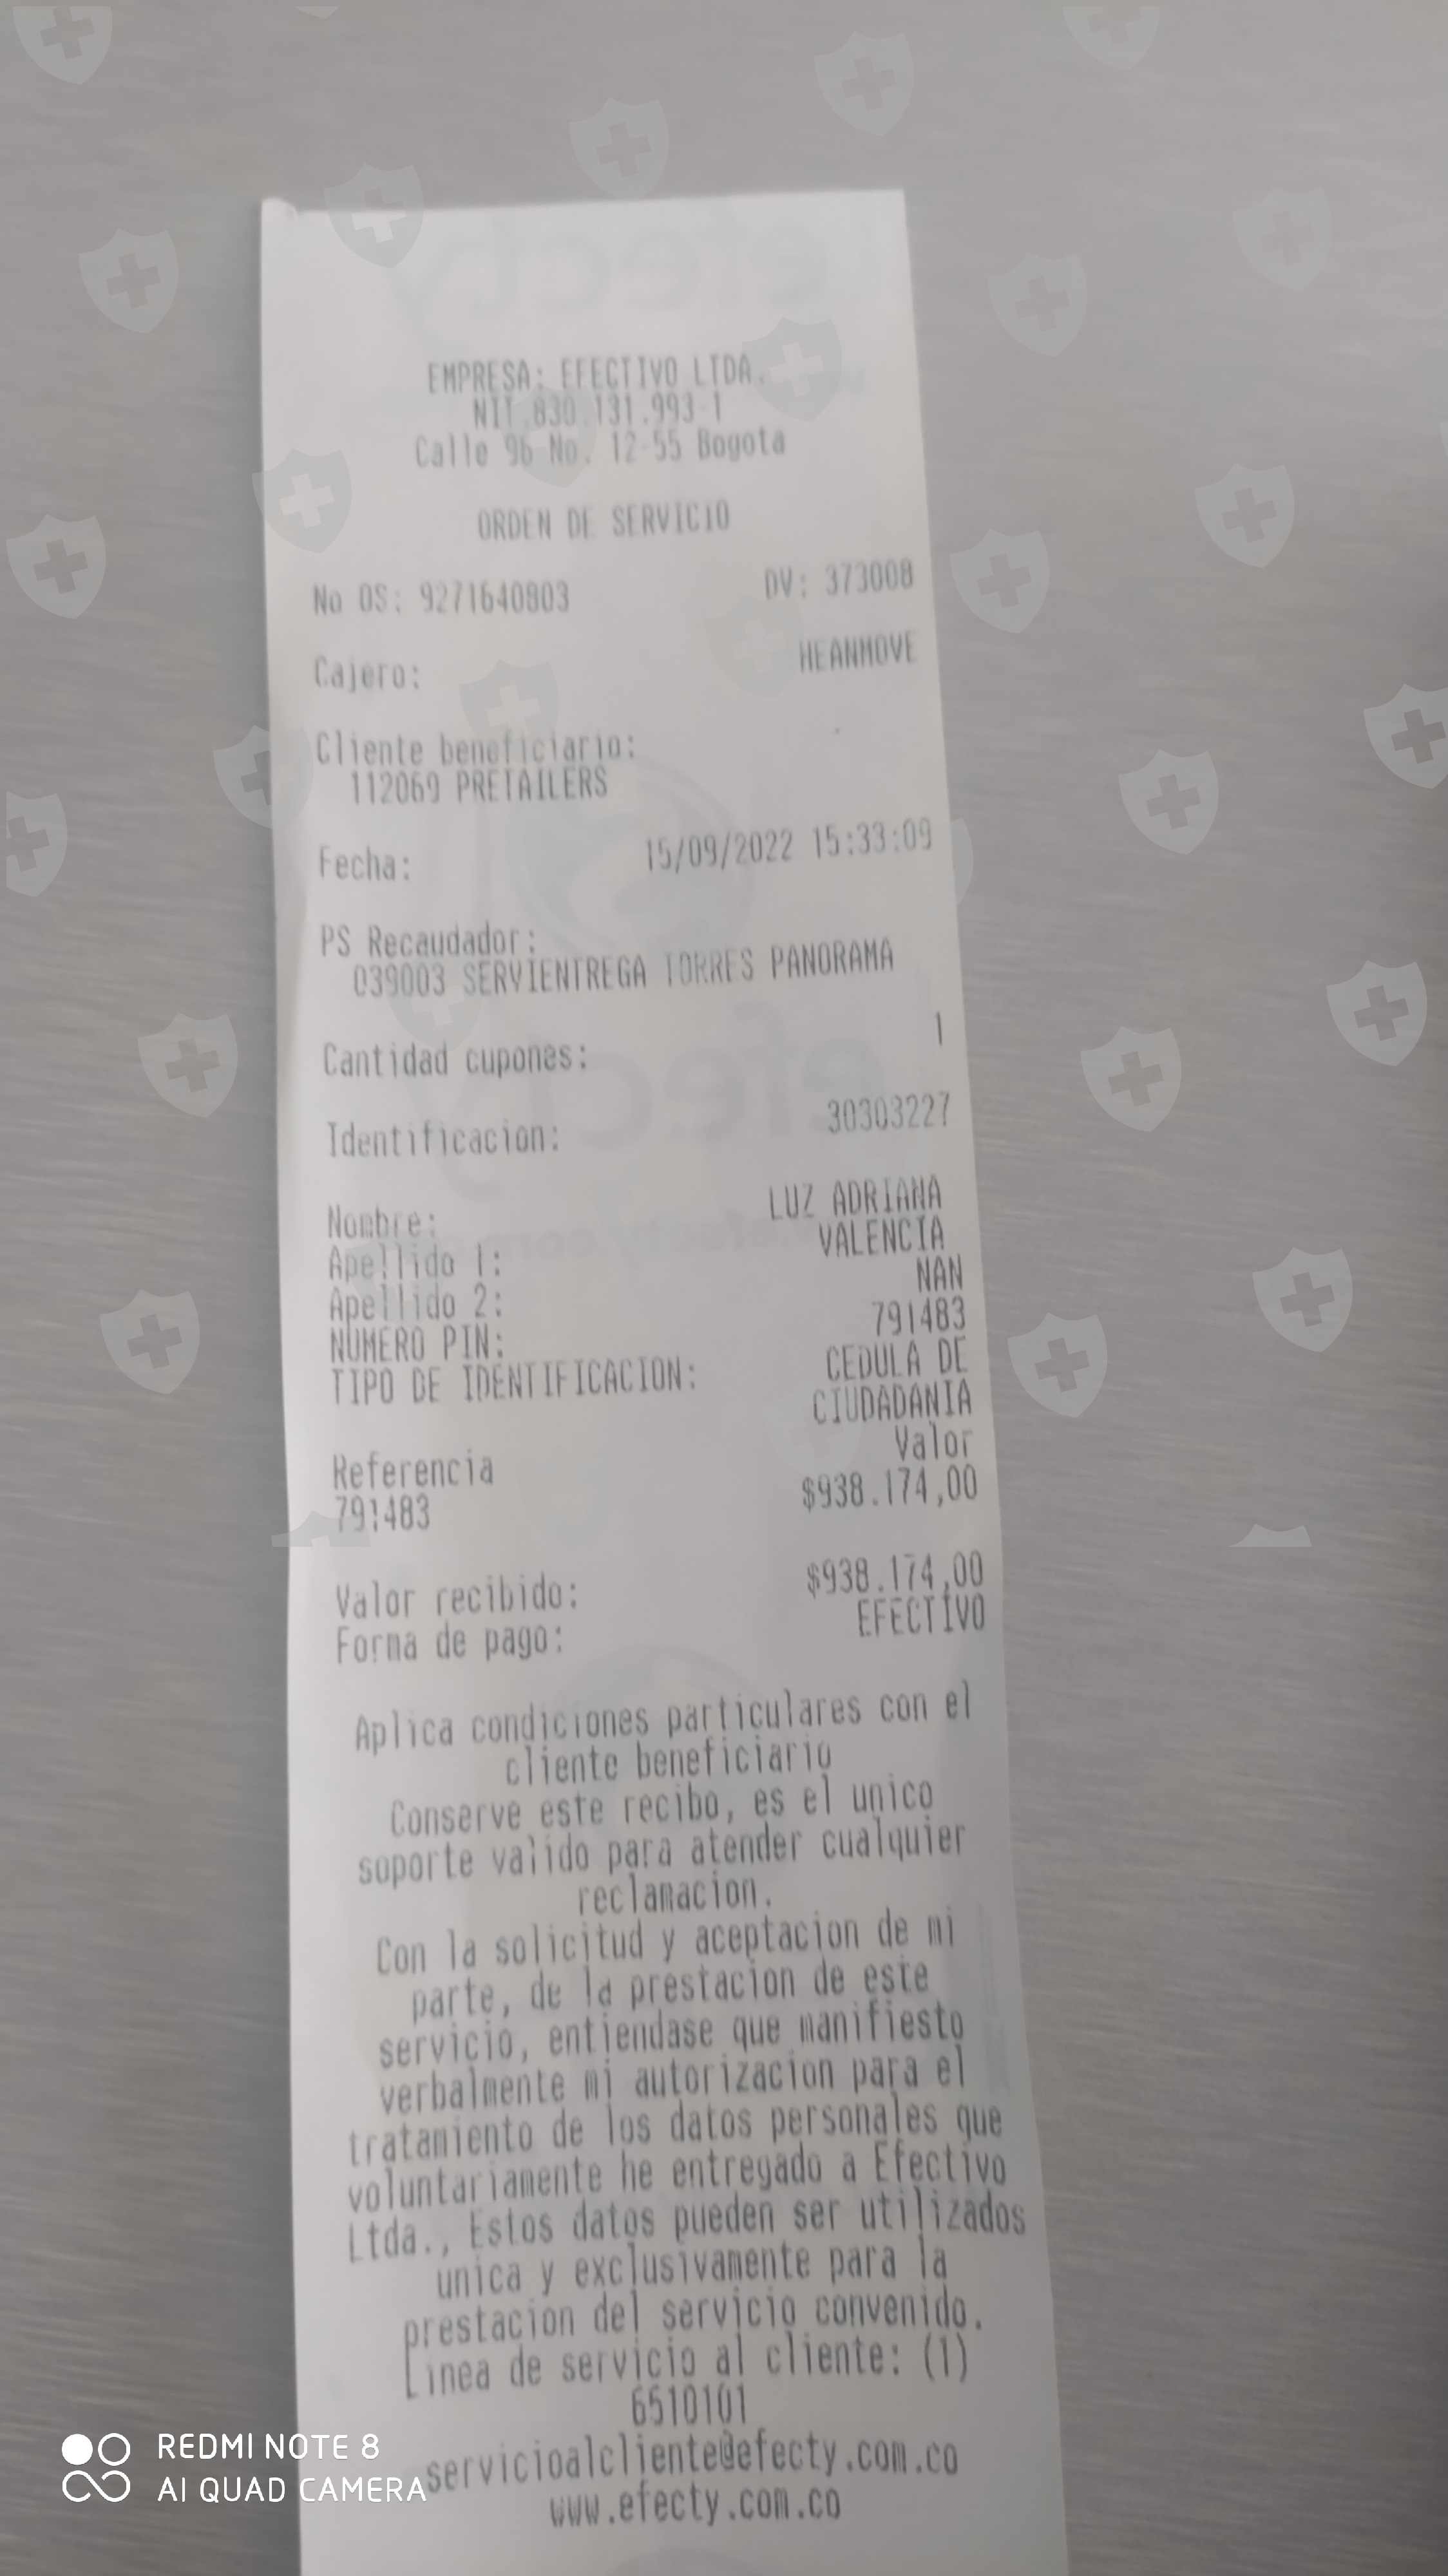 EMPRESA: EFECTIVO LTDA.
NIT.830.131.993-1
Calle 96 No. 12-55 Bogota
ORDEN DE SERVICIO
No OS: 9271640803 DV: 373008
Cajero: HEANMOVE
Cliente beneficiario:
112069 PRETAILERS
Fecha: 15/09/2022 15:33:09
PS Recaudador:
039003 SERVIENTREGA TORRES PANORAMA
Cantidad cupones: 1
Identificacion: 30303227
Nombre: LUZ ADRIANA
Apellido 1: VALENCIA
Apellido 2: NAN
NUMERO PIN: 791483
TIPO DE IDENTIFICACION: CEDULA DE
CIUDADANIA
Referencia Valor
791483 $938.174,00
Valor recibido: $938.174,00
Forma de pago: EFECTIVO
Aplica condiciones particulares con el
cliente beneficiario
Conserve este recibo, es el unico
soporte valido para atender cualquier
reclamacion.
Con la solicitud y aceptacion de mi
parte, de la prestacion de este
servicio, entiendase que manifiesto
verbalmente mi autorizacion para el
tratamiento de los datos personales que
voluntariamente he entregado a Efectivo
Ltda., Estos datos pueden ser utilizados
unica y exclusivamente para la
prestacion del servicio convenido.
Linea de servicio al cliente: (1)
6510101
servicioalcliente@efecty.com.co
www.efecty.com.co
REDMI NOTE 8
AI QUAD CAMERA